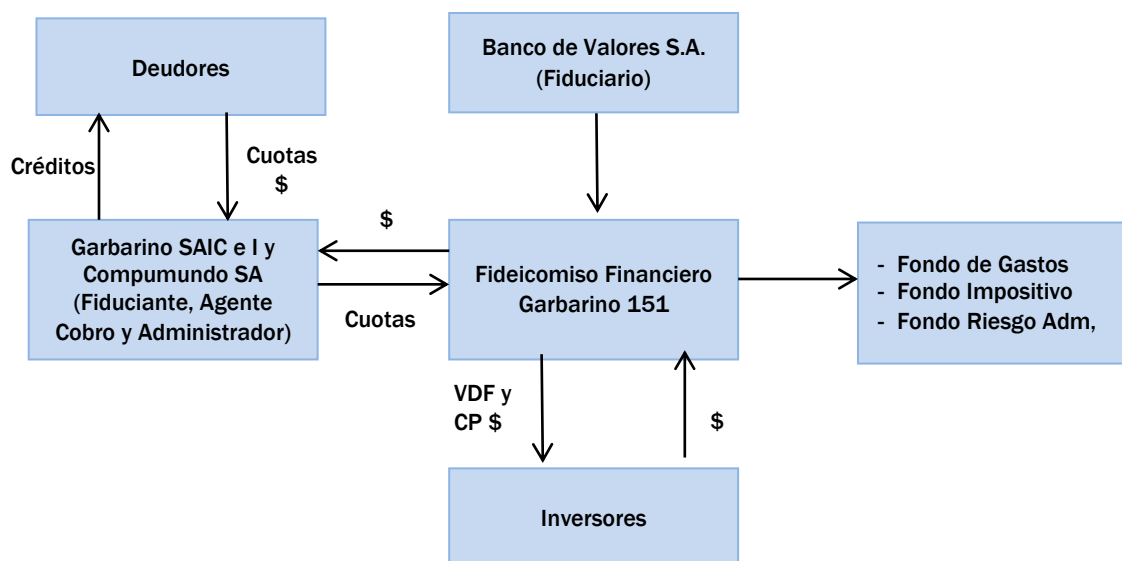 Deudores
Banco de Valores S.A.
(Fiduciario)
Créditos
Cuotas
$
Garbarino SAIC e I y
Compumundo SA
(Fiduciante, Agente
Cobro y Administrador)
$
Cuotas
Fideicomiso Financiero
Garbarino 151
- Fondo de Gastos
- Fondo Impositivo
- Fondo Riesgo Adm,
VDF y
CP $
$
Inversores